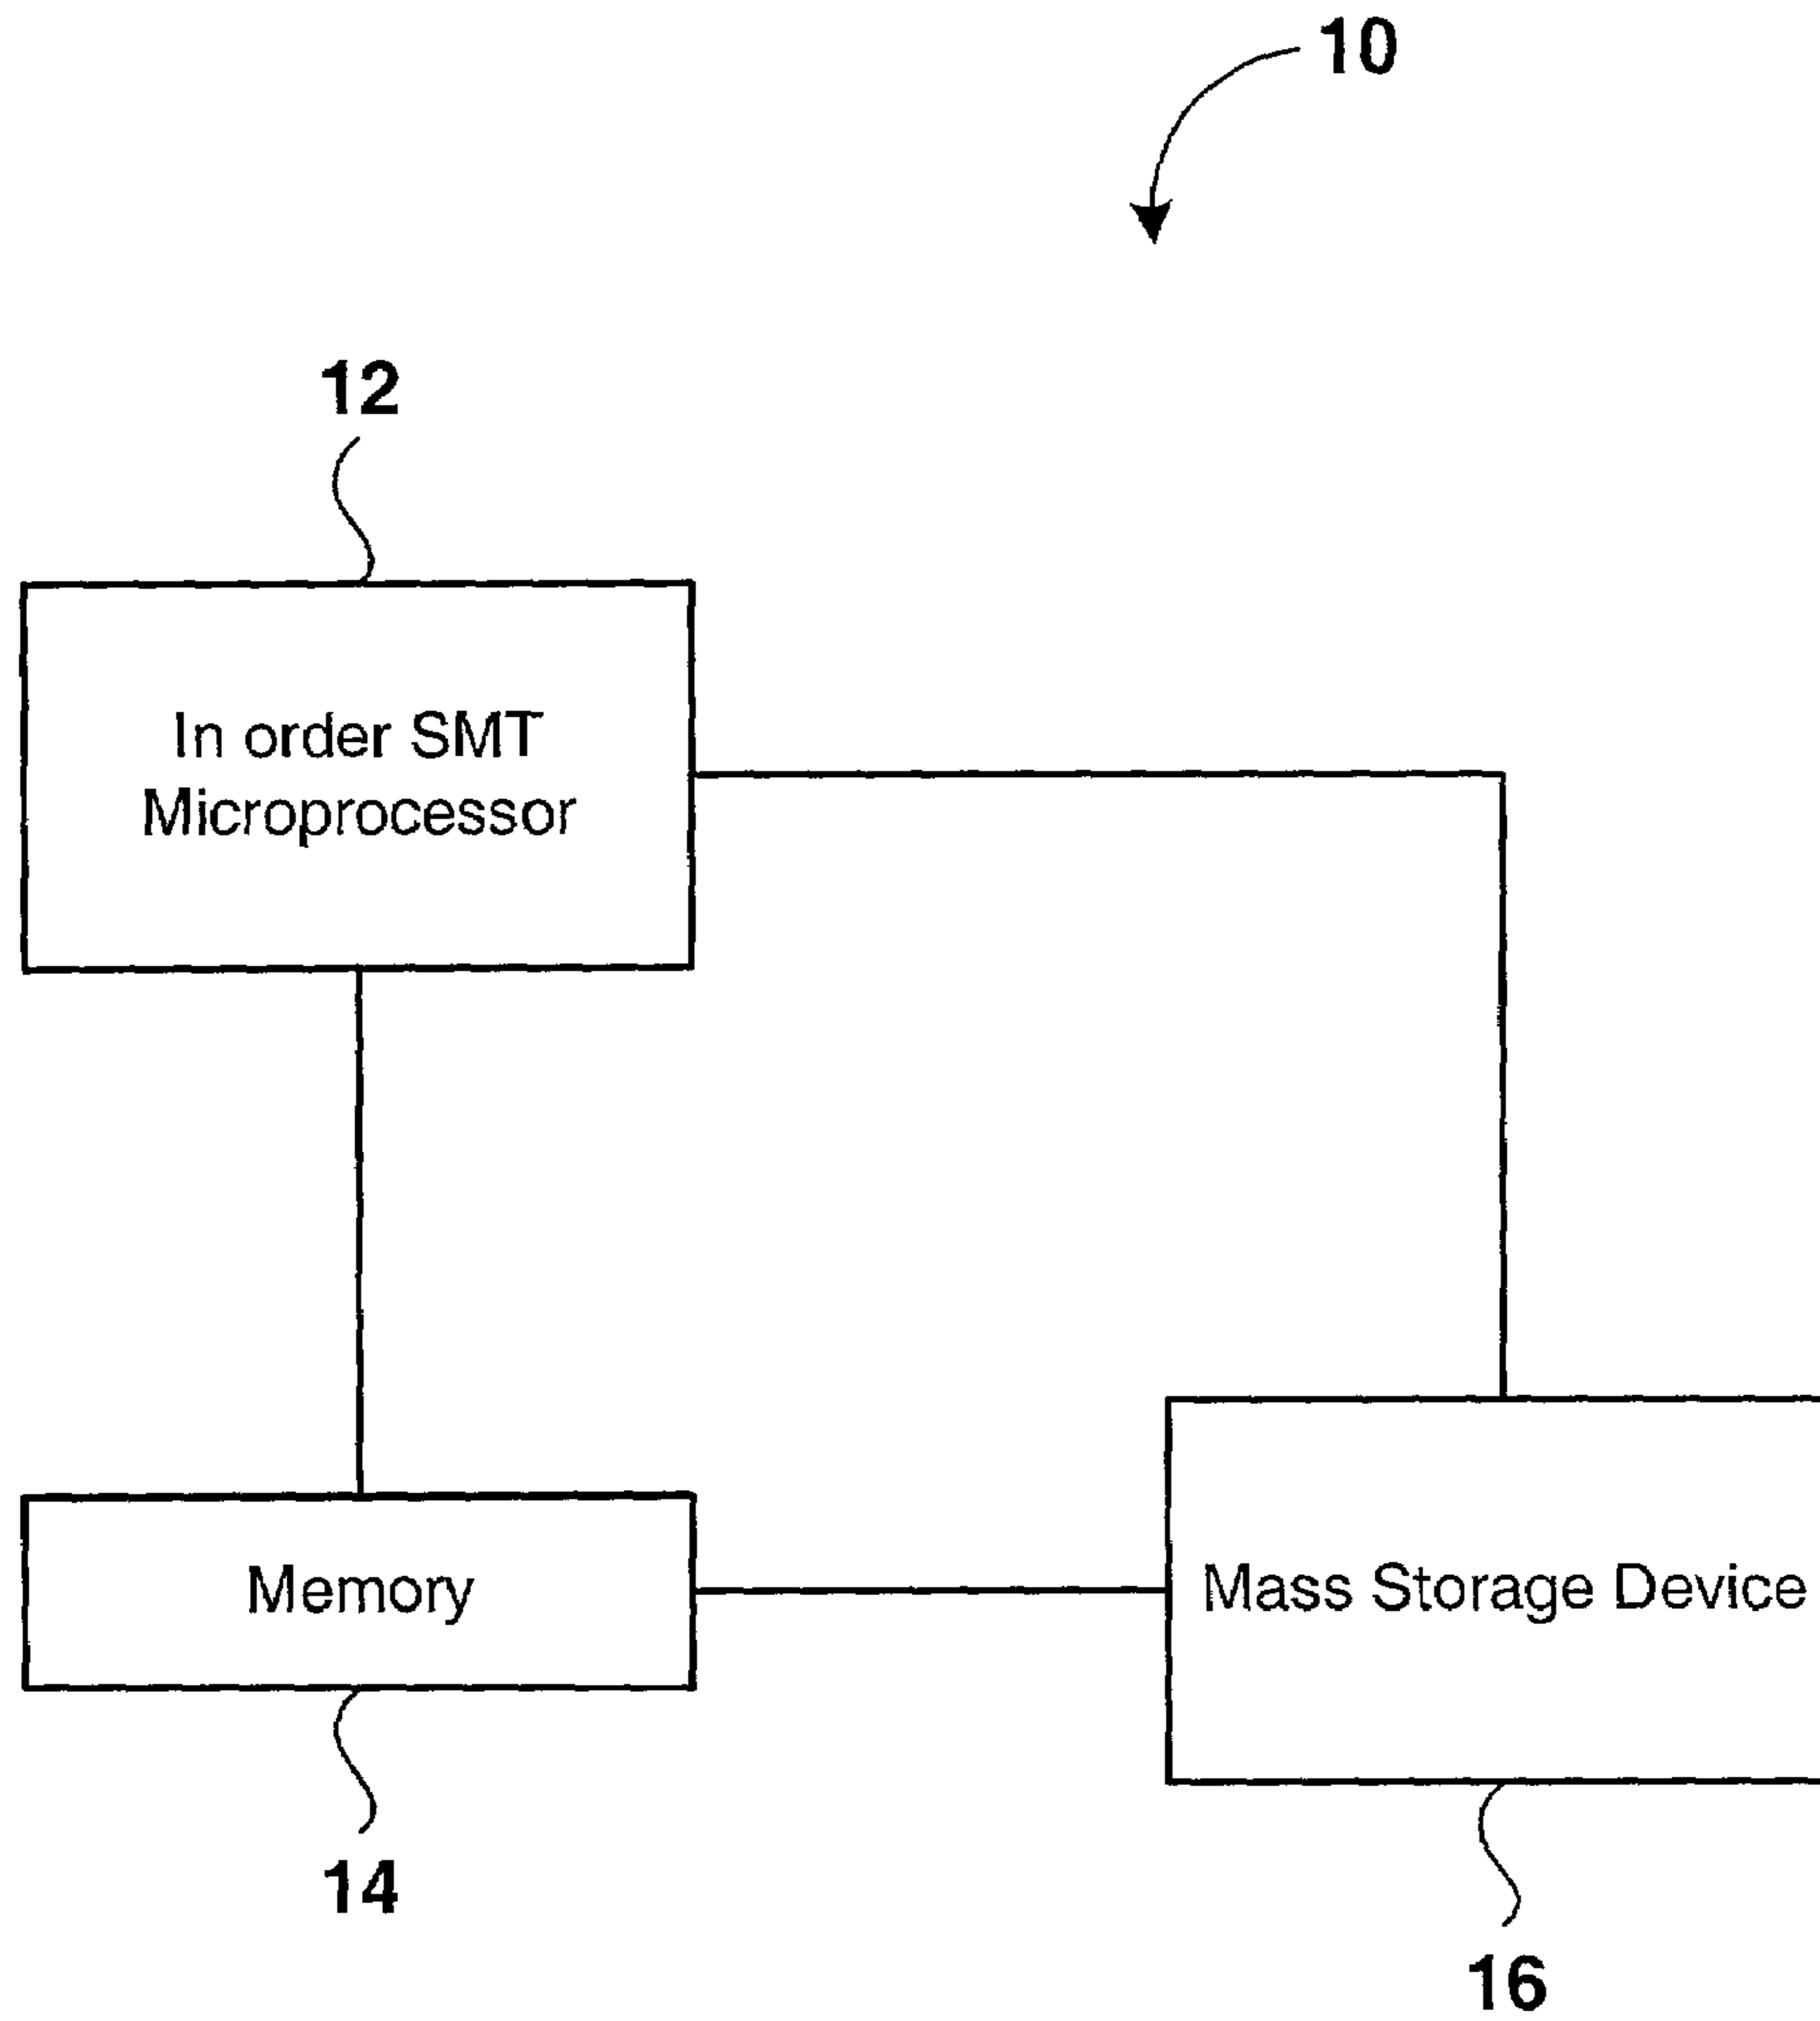 10
12
In order SMT
Microprocessor
Memory
Mass Storage Device
14
16